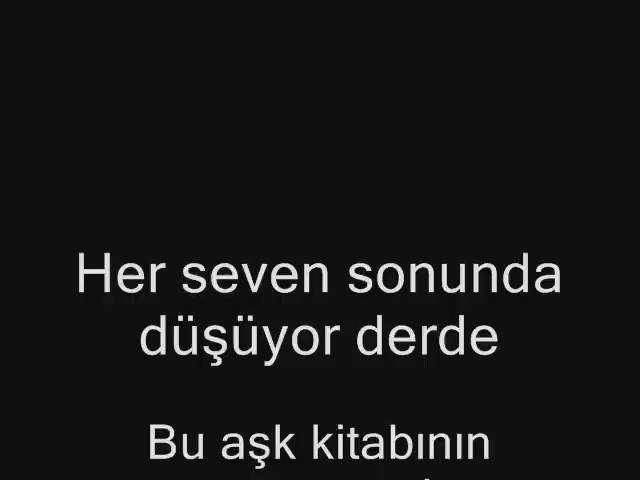 Her seven sonunda
düşüyor derde
Bu aşk kitabının